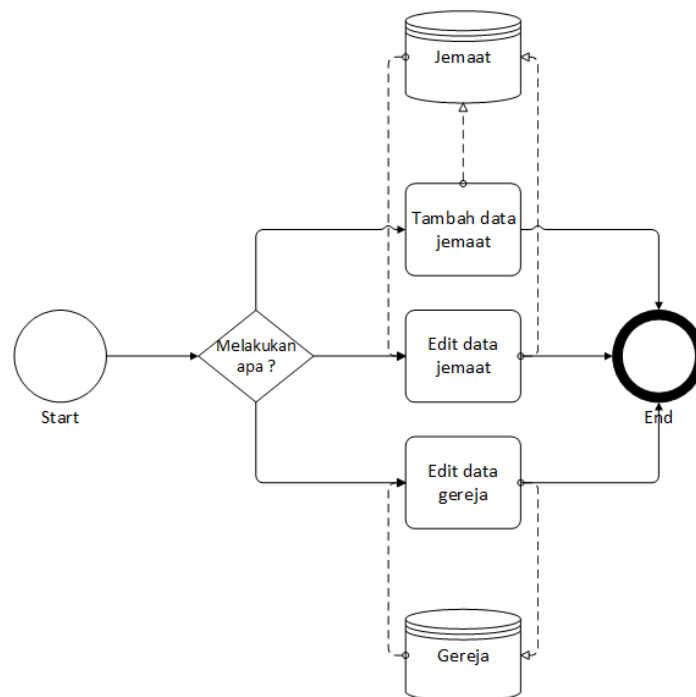 Jemaat
Tambah data
jemaat
Melakukan
apa ?
Edit data
jemaat
Start
End
Edit data
gereja
Gereja